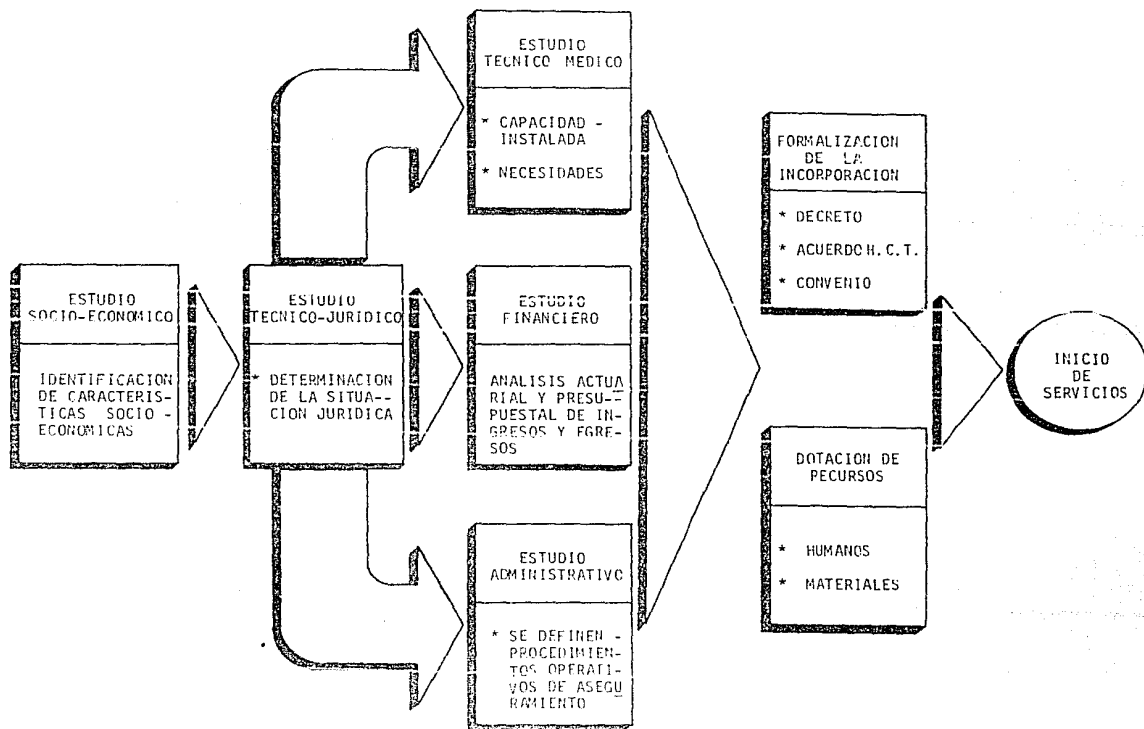 ESTUDIO
TECNICO MEDICO
* CAPACIDAD -
INSTALADA
* NECESIDADES
FORMALIZACION
DE LA
INCORPORACION
* DECRETO
* ACUERDO H.C.T.
* CONVENIO
ESTUDIO
SOCIO-ECONOMICO
IDENTIFICACION
DE CARACTERIS-
TICAS SOCIO -
ECONOMICAS
ESTUDIO
TECNICO-JURIDICO
* DETERMINACION
DE LA SITUA--
CION JURIDICA
ESTUDIO
FINANCIERO
ANALISIS ACTUA
RIAL Y PRESU-
PUESTAL DE IN-
GRESOS Y EGRE-
SOS
INICIO
DE
SERVICIOS
DOTACION DE
RECURSOS
* HUMANOS
* MATERIALES
ESTUDIO
ADMINISTRATIVO
* SE DEFINEN -
PROCEDIMIEN-
TOS OPERATI-
VOS DE ASEGU
RAMIENTO